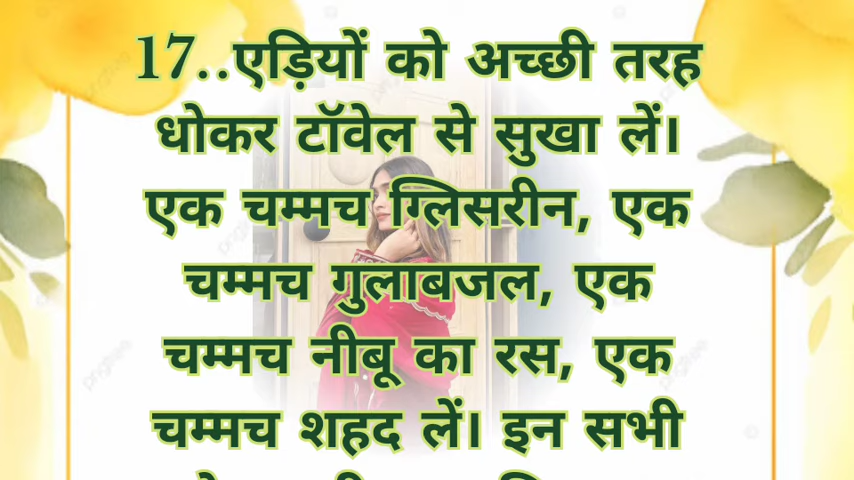 17..एड़ियों को अच्छी तरह
धोकर टॉवेल से सुखा लें।
एक चम्मच ग्लिसरीन, एक
चम्मच गुलाबजल, एक
चम्मच नीबू का रस, एक
चम्मच शहद लें। इन सभी